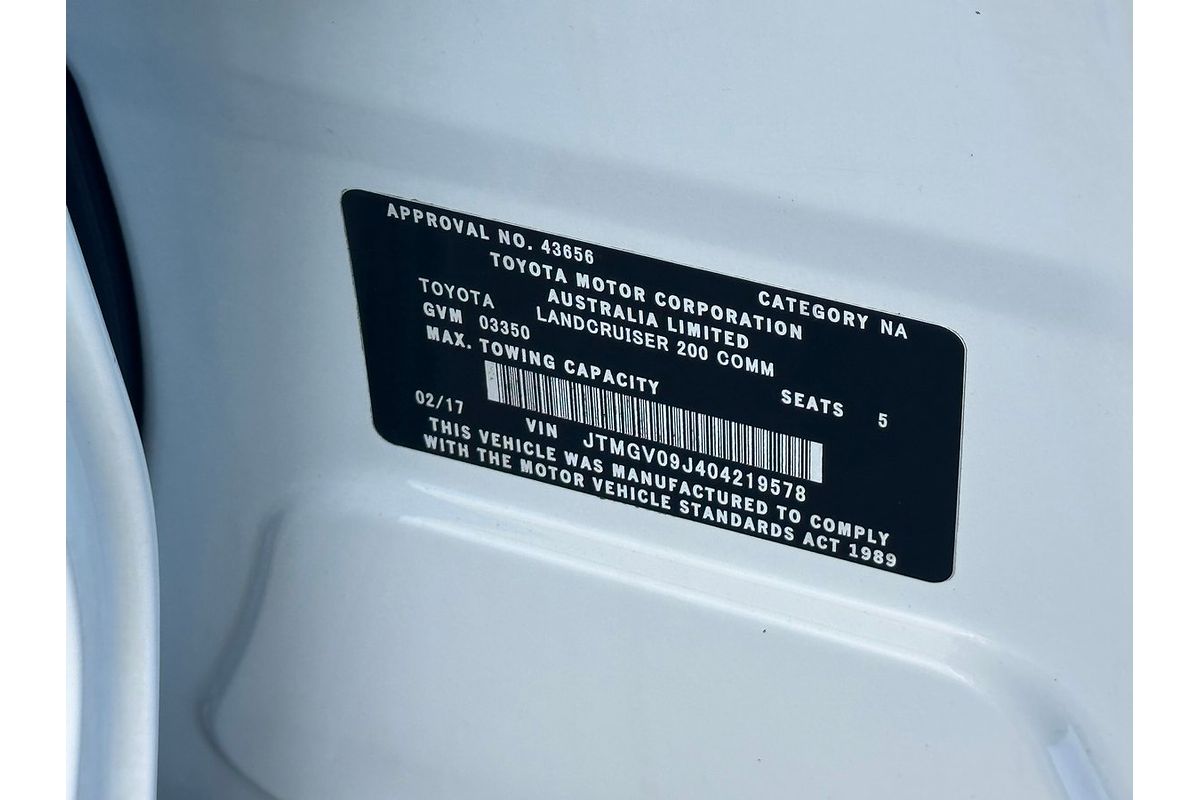 APPROVAL NO. 43656 CATEGORY NA
TOYOTA MOTOR CORPORATION
AUSTRALIA LIMITED
TOYOTA LANDCRUISER 200 COMM
GVM 03350 SEATS 5
MAX. TOWING CAPACITY
02/17 VIN JTMGV09J404219578
THIS VEHICLE WAS MANUFACTURED TO COMPLY
WITH THE MOTOR VEHICLE STANDARDS ACT 1989